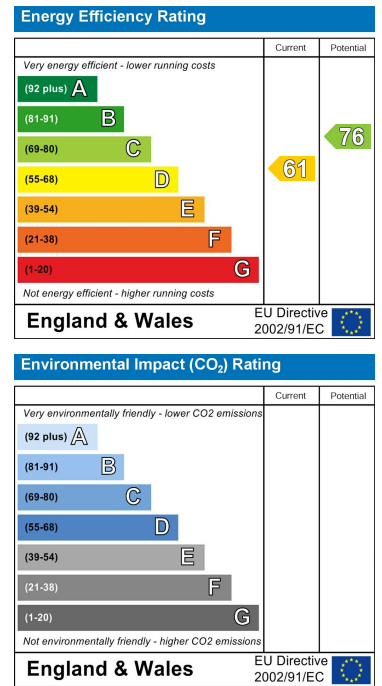 Energy Efficiency Rating
Current Potential
Very energy efficient - lower running costs
(92 plus) A
(81-91) B
(69-80) C
(55-68) D
(39-54) E
(21-38) F
(1-20) G
61
76
Not energy efficient - higher running costs
England & Wales
EU Directive
2002/91/EC
Environmental Impact (CO₂) Rating
Current Potential
Very environmentally friendly - lower CO2 emissions
(92 plus) A
(81-91) B
(69-80) C
(55-68) D
(39-54) E
(21-38) F
(1-20) G
Not environmentally friendly - higher CO2 emissions
England & Wales
EU Directive
2002/91/EC